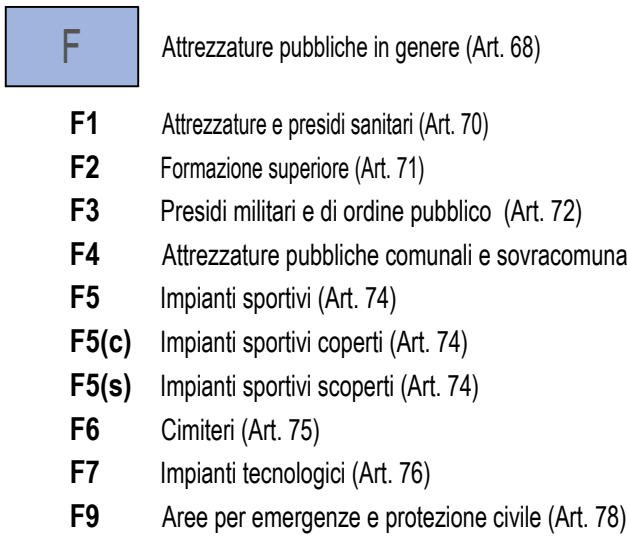 F Attrezzature pubbliche in genere (Art. 68)
F1 Attrezzature e presidi sanitari (Art. 70)
F2 Formazione superiore (Art. 71)
F3 Presidi militari e di ordine pubblico (Art. 72)
F4 Attrezzature pubbliche comunali e sovracomuna
F5 Impianti sportivi (Art. 74)
F5(c) Impianti sportivi coperti (Art. 74)
F5(s) Impianti sportivi scoperti (Art. 74)
F6 Cimiteri (Art. 75)
F7 Impianti tecnologici (Art. 76)
F9 Aree per emergenze e protezione civile (Art. 78)